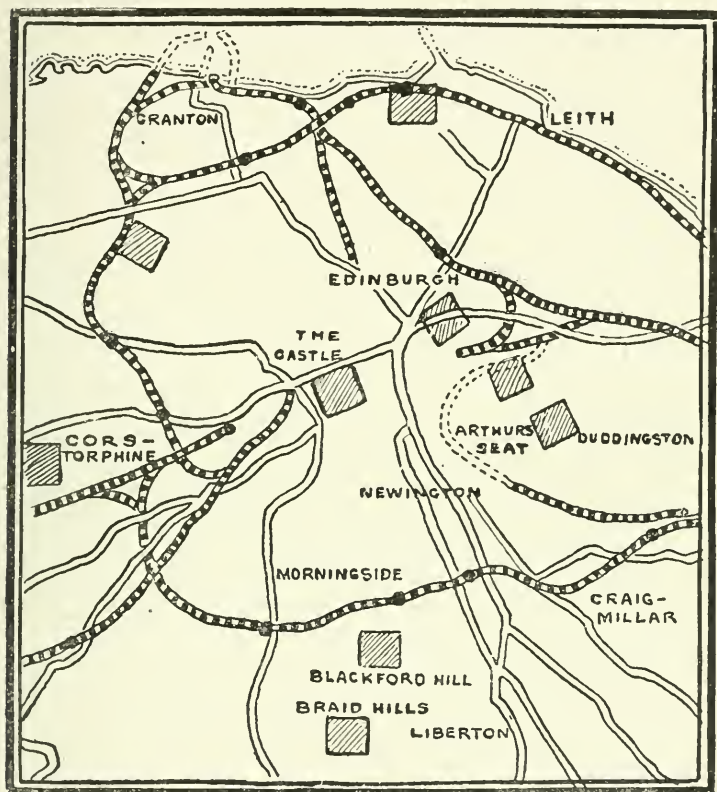 GRANTON
LEITH
EDINBURGH
THE
CASTLE
CORS-
TORPHINE
ARTHURS
SEAT
DUDDINGSTON
NEWINGTON
MORNINGSIDE
CRAIG-
MILLAR
BLACKFORD HILL
BRAID HILLS
LIBERTON